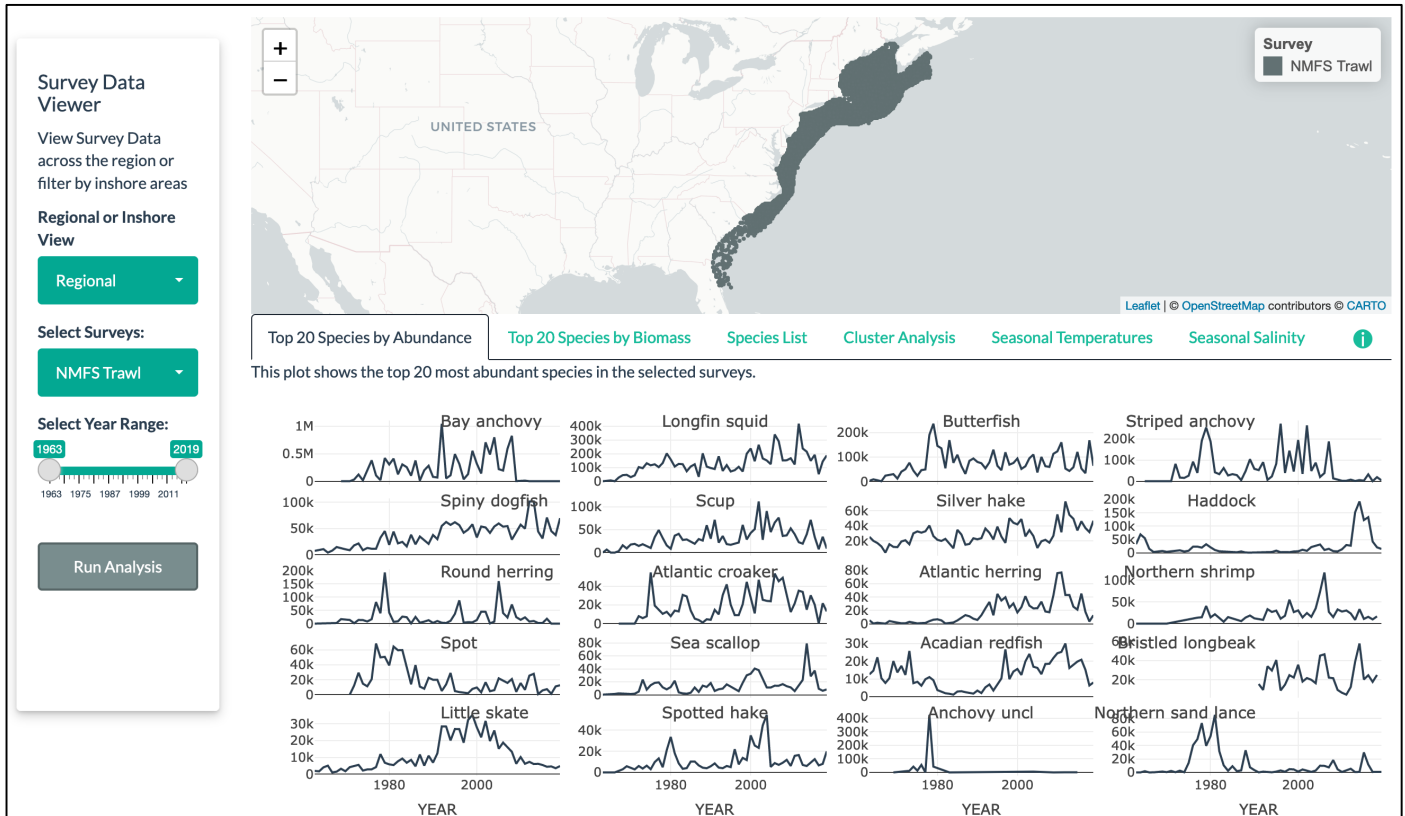 Survey Data
Viewer
View Survey Data
across the region or
filter by inshore areas
Regional or Inshore
View
Regional
Select Surveys:
NMFS Trawl
Select Year Range:
1963 2019
1963 1975 1987 1999 2011
Run Analysis
+
−
UNITED STATES
Survey
NMFS Trawl
Leaflet | © OpenStreetMap contributors © CARTO
Top 20 Species by Abundance Top 20 Species by Biomass Species List Cluster Analysis Seasonal Temperatures Seasonal Salinity i
This plot shows the top 20 most abundant species in the selected surveys.
Bay anchovy
1M
0.5M
0
Longfin squid
400k
300k
200k
100k
0
Butterfish
200k
100k
0
Striped anchovy
200k
100k
0
Spiny dogfish
100k
50k
0
Scup
100k
50k
0
Silver hake
60k
40k
20k
Haddock
200k
150k
100k
50k
0
Round herring
200k
150k
100k
50k
0
Atlantic croaker
40k
20k
0
Atlantic herring
80k
60k
40k
20k
0
Northern shrimp
100k
50k
0
Spot
60k
40k
20k
0
Sea scallop
80k
60k
40k
20k
0
Acadian redfish
30k
20k
10k
0
Bristled longbeak
60k
40k
20k
Little skate
30k
20k
10k
0
Spotted hake
40k
20k
0
Anchovy uncl
400k
300k
200k
100k
0
Northern sand lance
80k
60k
40k
20k
0
1980 2000 1980 2000 1980 2000 1980 2000
YEAR YEAR YEAR YEAR